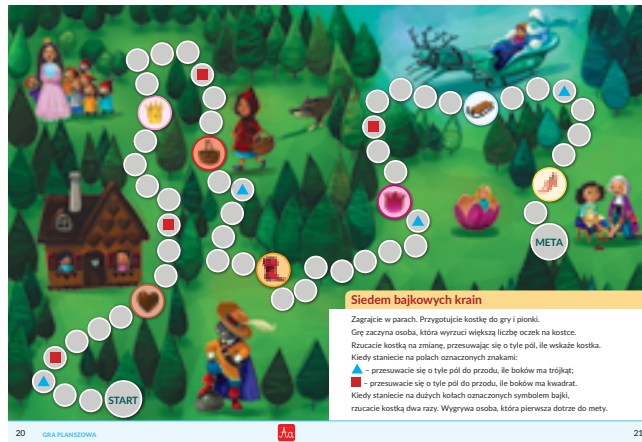 META
START
Siedem bajkowych krain
Zagrajcie w parach. Przygotujcie kostkę do gry i pionki.
Grę zaczyna osoba, która wyrzuci większą liczbę oczek na kostce.
Rzucacie kostką na zmianę, przesuwając się o tyle pól, ile wskaże kostka.
Kiedy staniecie na polach oznaczonych znakami:
– przesuwacie się o tyle pól do przodu, ile boków ma trójkąt;
– przesuwacie się o tyle pól do przodu, ile boków ma kwadrat.
Kiedy staniecie na dużych kołach oznaczonych symbolem bajki,
rzucacie kostką dwa razy. Wygrywa osoba, która pierwsza dotrze do mety.
20 GRA PLANSZOWA
Aa
21